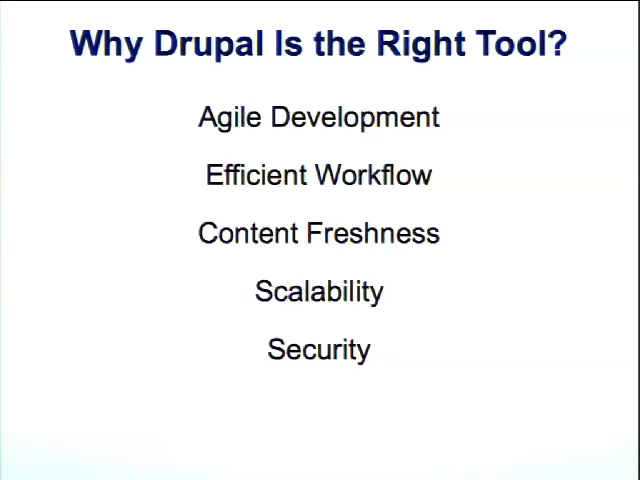 Why Drupal Is the Right Tool?
Agile Development
Efficient Workflow
Content Freshness
Scalability
Security